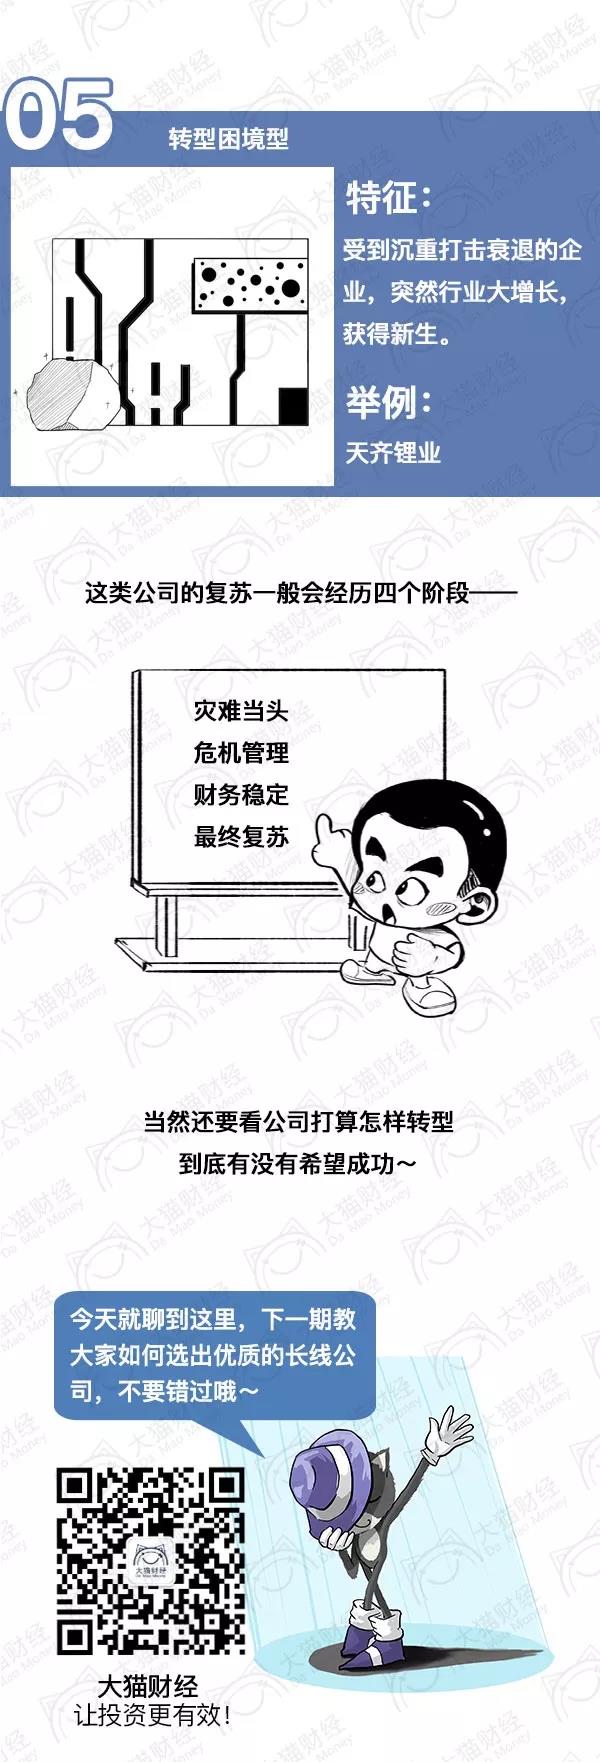 05
转型困境型
特征：
受到沉重打击衰退的企
业，突然行业大增长，
获得新生。
举例：
天齐锂业
这类公司的复苏一般会经历四个阶段——
灾难当头
危机管理
财务稳定
最终复苏
当然还要看公司打算怎样转型
到底有没有希望成功～
今天就聊到这里，下一期教
大家如何选出优质的长线公
司，不要错过哦～
大猫财经
Da Mao Money
大猫财经
让投资更有效！